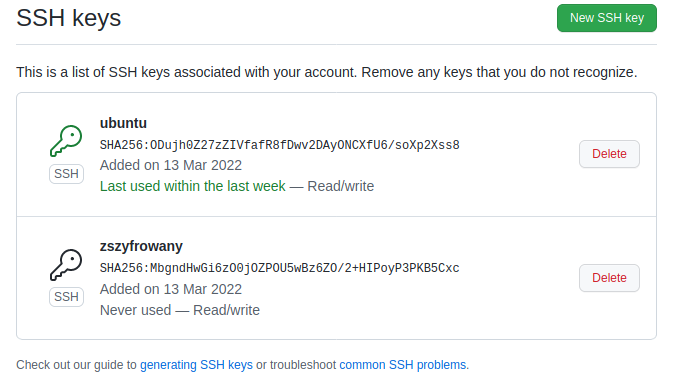 SSH keys
New SSH key
This is a list of SSH keys associated with your account. Remove any keys that you do not recognize.
ubuntu
SHA256:ODujh0Z27zZIVfafR8fDwv2DAyONCXfU6/soXp2Xss8
Added on 13 Mar 2022
Last used within the last week — Read/write
SSH
Delete
zszyfrowany
SHA256:MbgndHwGi6zO0jOZPOU5wBz6ZO/2+HIPoyP3PKB5Cxc
Added on 13 Mar 2022
Never used — Read/write
SSH
Delete
Check out our guide to generating SSH keys or troubleshoot common SSH problems.